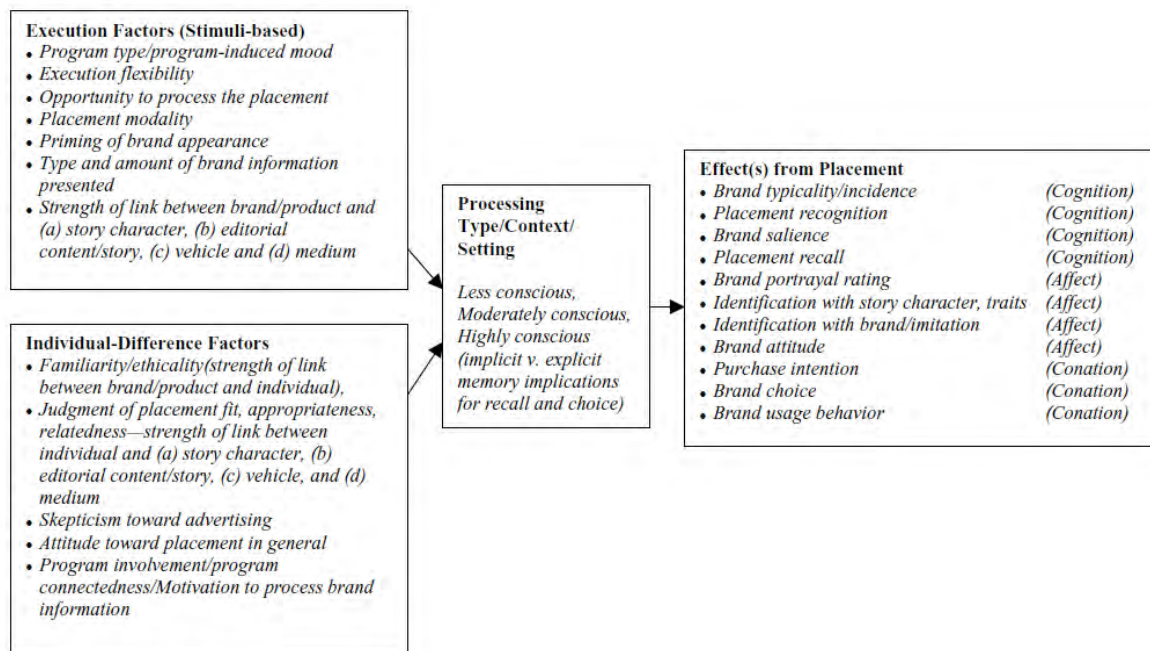 Execution Factors (Stimuli-based)
• Program type/program-induced mood
• Execution flexibility
• Opportunity to process the placement
• Placement modality
• Priming of brand appearance
• Type and amount of brand information
presented
• Strength of link between brand/product and
(a) story character, (b) editorial
content/story, (c) vehicle and (d) medium
Individual-Difference Factors
• Familiarity/ethicality(strength of link
between brand/product and individual),
• Judgment of placement fit, appropriateness,
relatedness—strength of link between
individual and (a) story character, (b)
editorial content/story, (c) vehicle, and (d)
medium
• Skepticism toward advertising
• Attitude toward placement in general
• Program involvement/program
connectedness/Motivation to process brand
information
Processing
Type/Context/
Setting
Less conscious,
Moderately conscious,
Highly conscious
(implicit v. explicit
memory implications
for recall and choice)
Effect(s) from Placement
• Brand typicality/incidence (Cognition)
• Placement recognition (Cognition)
• Brand salience (Cognition)
• Placement recall (Cognition)
• Brand portrayal rating (Affect)
• Identification with story character, traits (Affect)
• Identification with brand/imitation (Affect)
• Brand attitude (Affect)
• Purchase intention (Conation)
• Brand choice (Conation)
• Brand usage behavior (Conation)